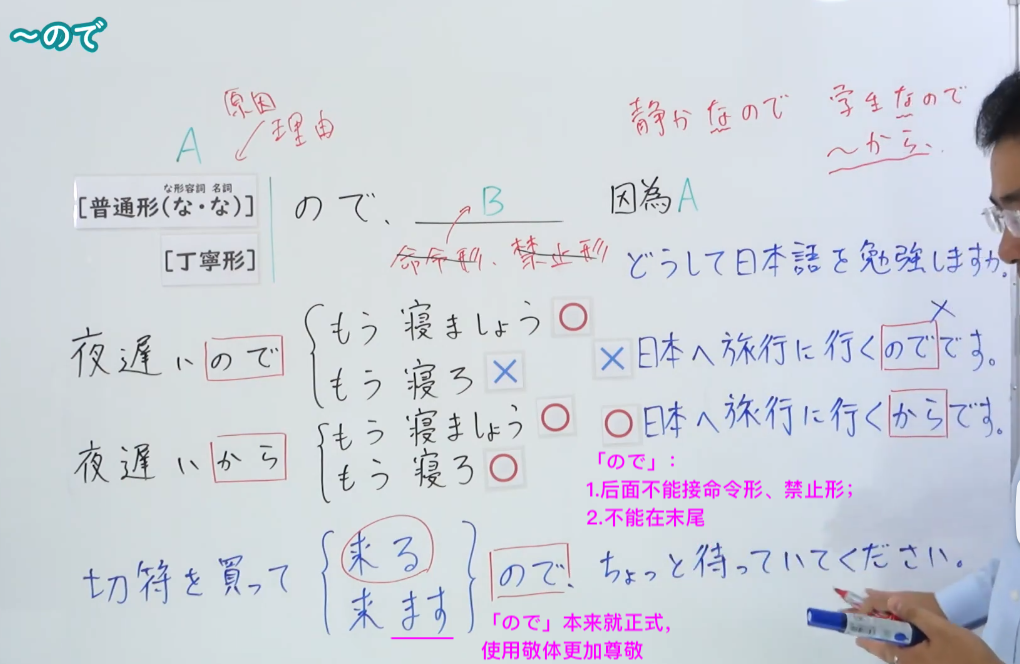 ～ので
原因
理由
静かなので
学生なので
～から、
A
な形容詞 名詞
[普通形(な・な)]
ので、 B
因為A
[丁寧形]
命令形、禁止形
どうして日本語を勉強しますか。
夜遅いので
もう寝ましょう ○
もう寝ろ ×
× 日本へ旅行に行くのでです。
×
夜遅いから
もう寝ましょう ○
もう寝ろ ○
○ 日本へ旅行に行くからです。
「ので」:
1.后面不能接命令形、禁止形;
2.不能在末尾
切符を買って
来る
来ます
ので、ちょっと待っていてください。
「ので」本来就正式,
使用敬体更加尊敬